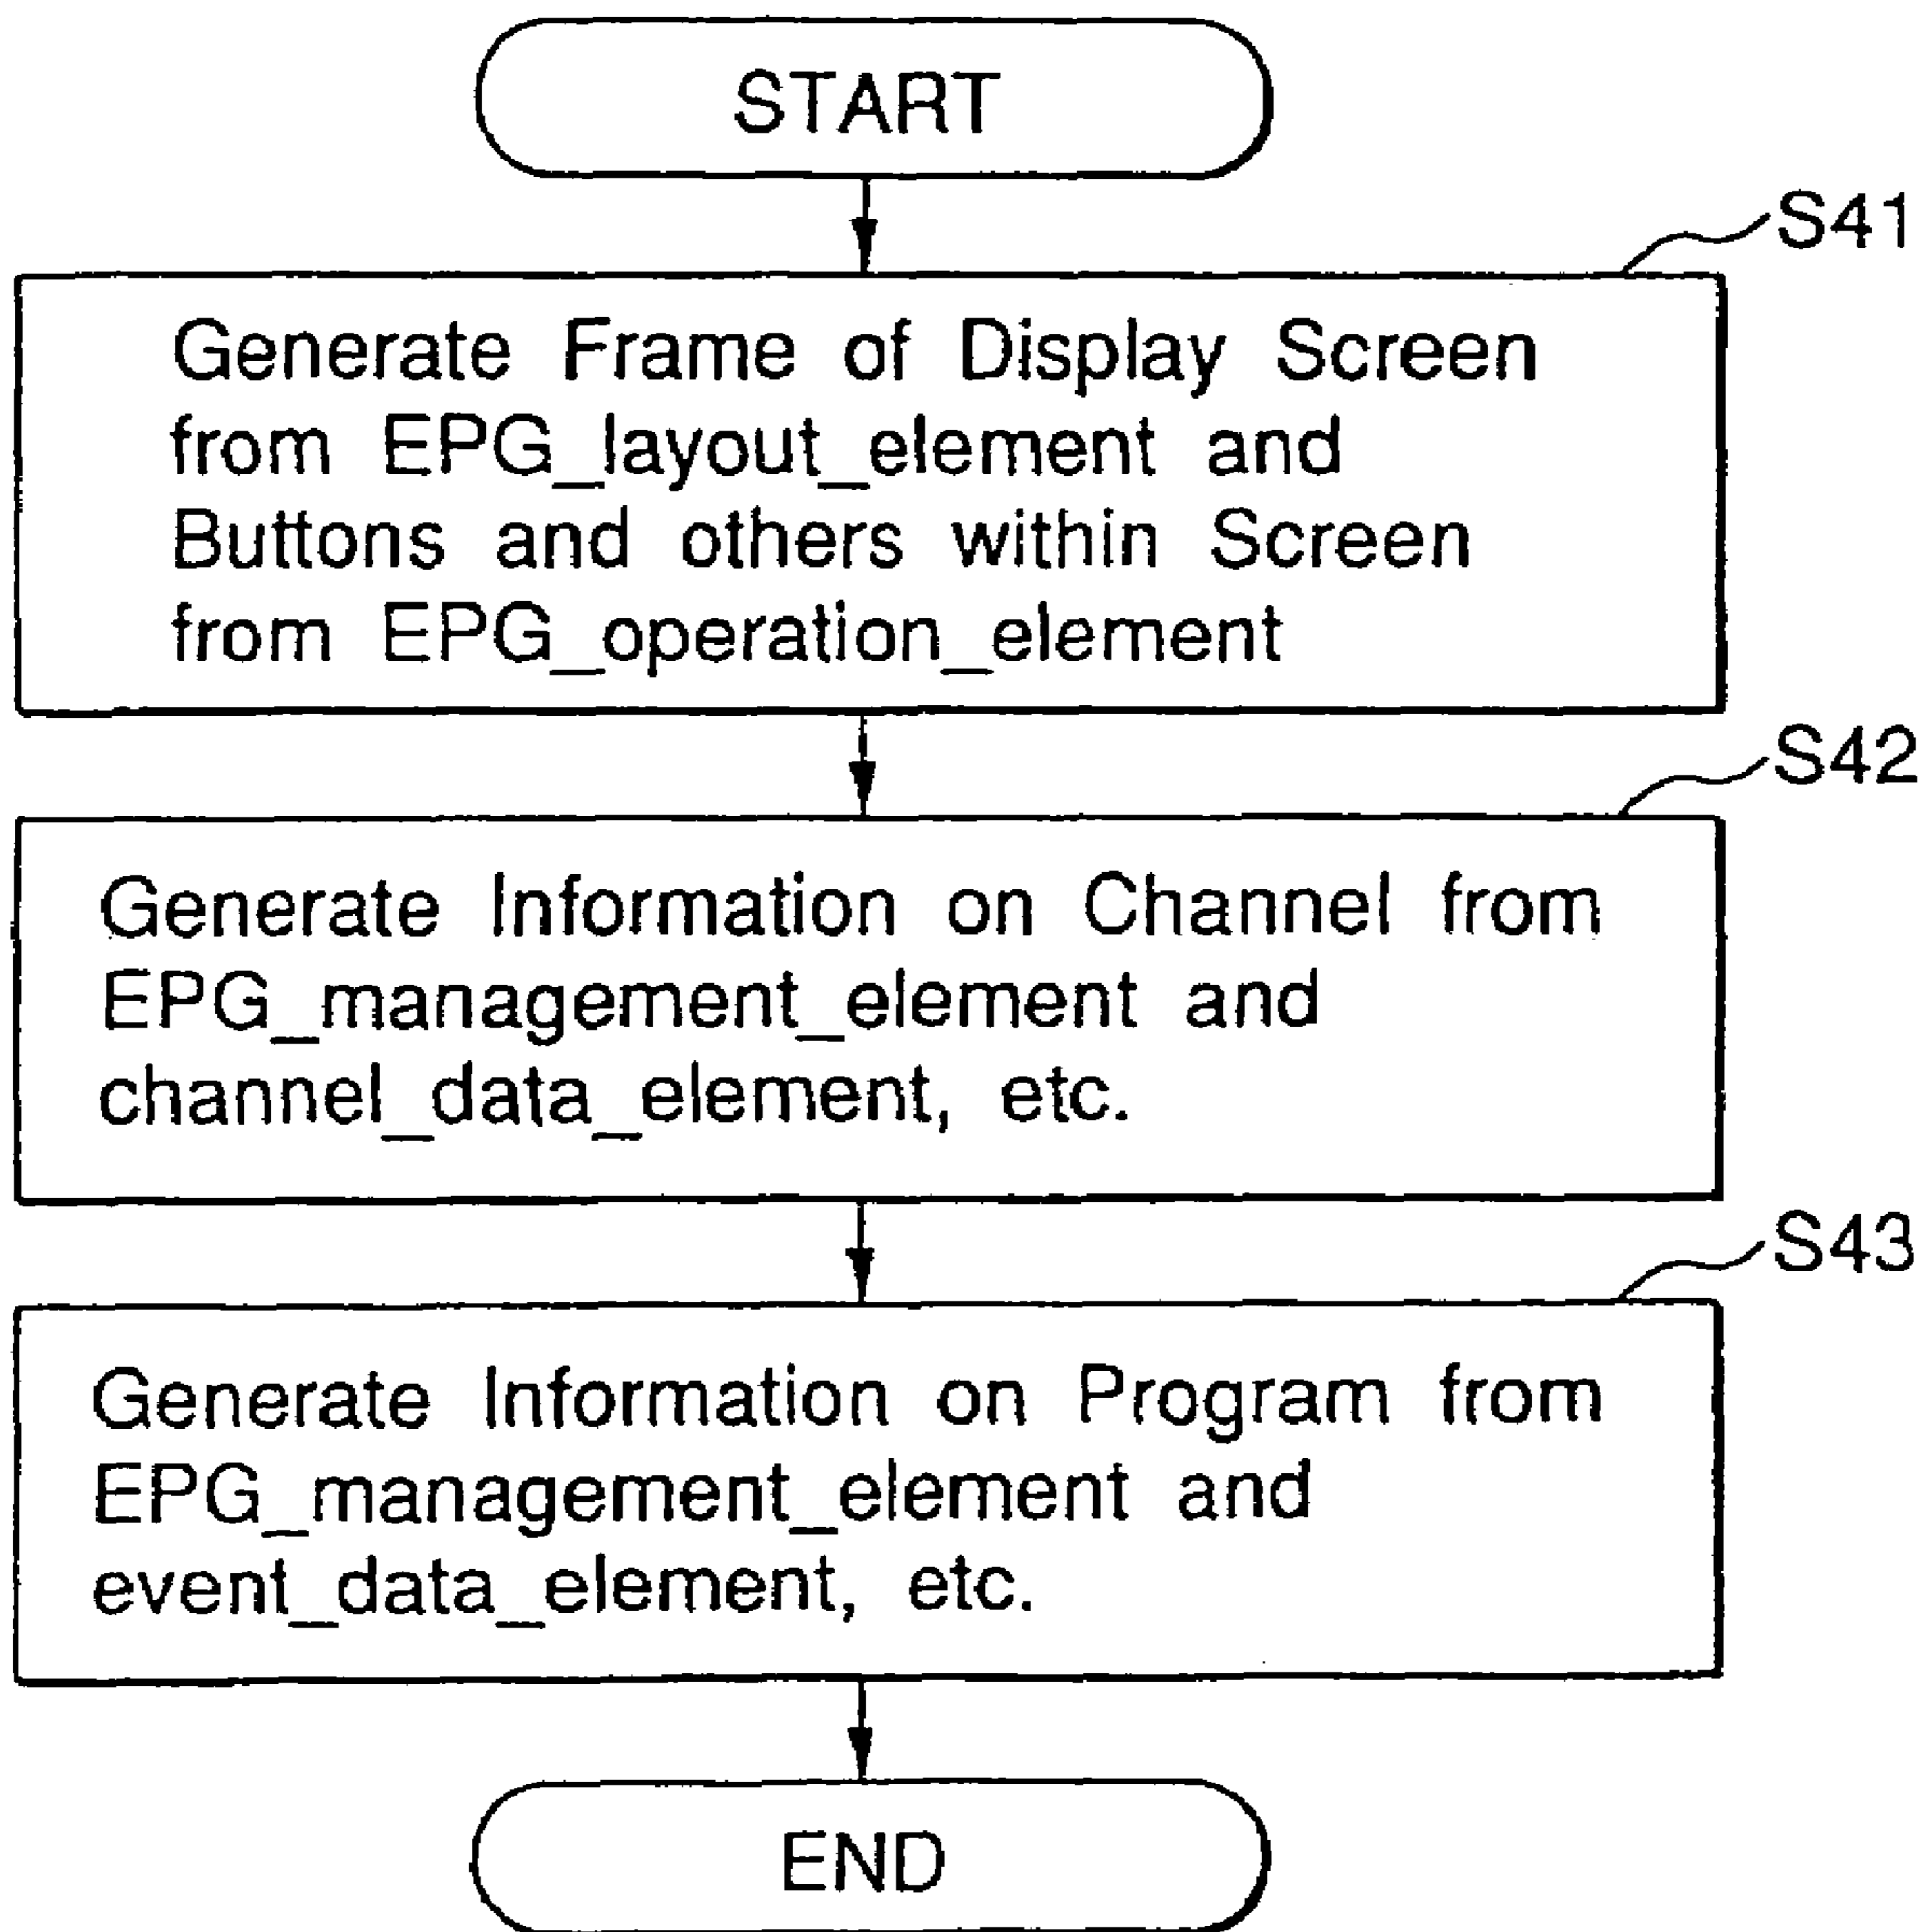 START
S41
Generate Frame of Display Screen
from EPG_layout_element and
Buttons and others within Screen
from EPG_operation_element
S42
Generate Information on Channel from
EPG_management_element and
channel_data_element, etc.
S43
Generate Information on Program from
EPG_management_element and
event_data_element, etc.
END